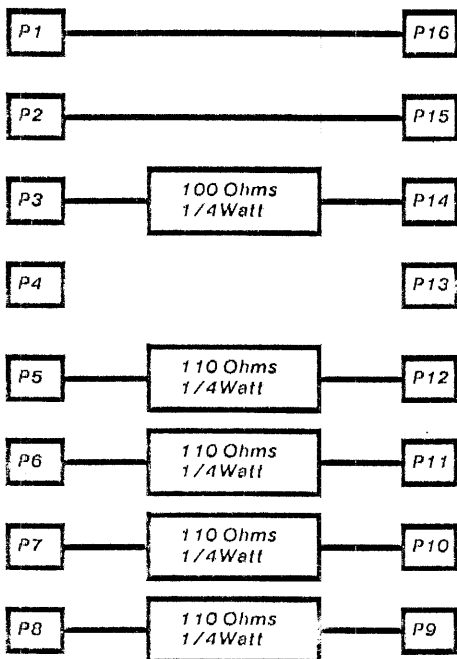 P1 P16
P2 P15
P3 100 Ohms P14
1/4Watt
P4 P13
P5 110 Ohms P12
1/4Watt
P6 110 Ohms P11
1/4Watt
P7 110 Ohms P10
1/4Watt
P8 110 Ohms P9
1/4Watt